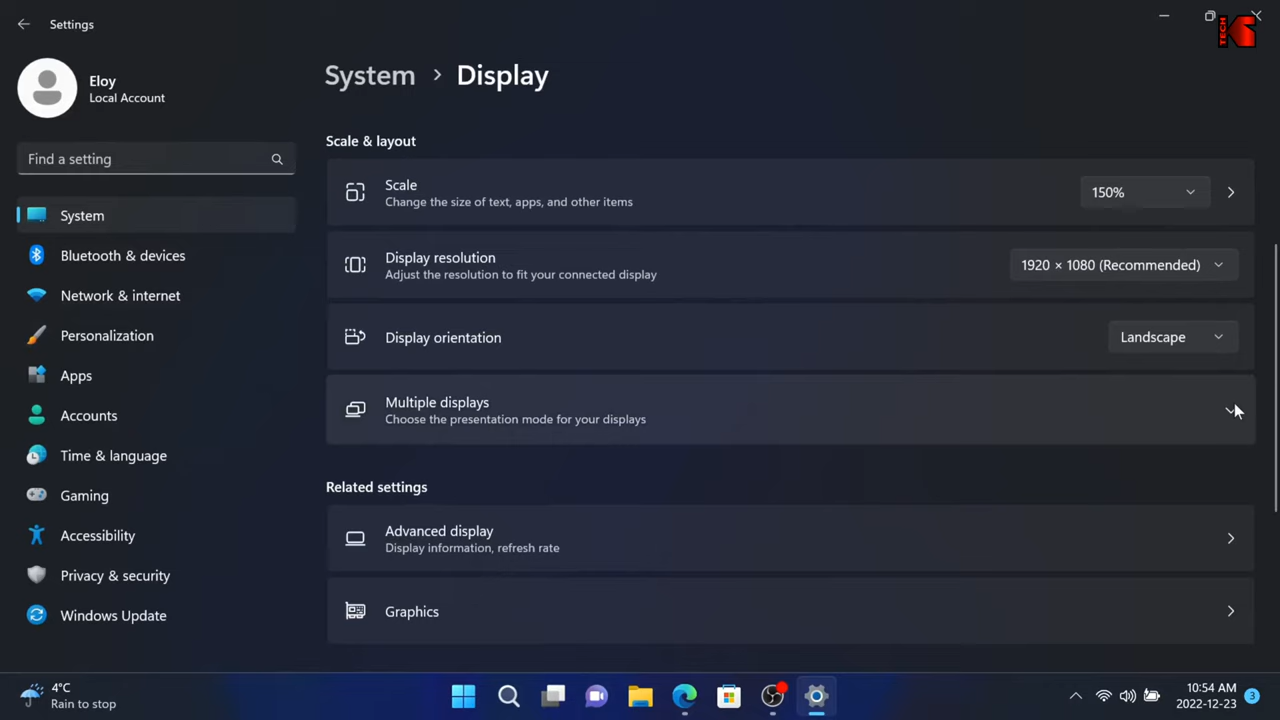 Settings
TECH
K
Eloy
Local Account
Find a setting
System
Bluetooth & devices
Network & internet
Personalization
Apps
Accounts
Time & language
Gaming
Accessibility
Privacy & security
Windows Update
System > Display
Scale & layout
Scale
Change the size of text, apps, and other items
150%
Display resolution
Adjust the resolution to fit your connected display
1920 × 1080 (Recommended)
Display orientation
Landscape
Multiple displays
Choose the presentation mode for your displays
Related settings
Advanced display
Display information, refresh rate
Graphics
4°C
Rain to stop
10:54 AM
2022-12-23
3